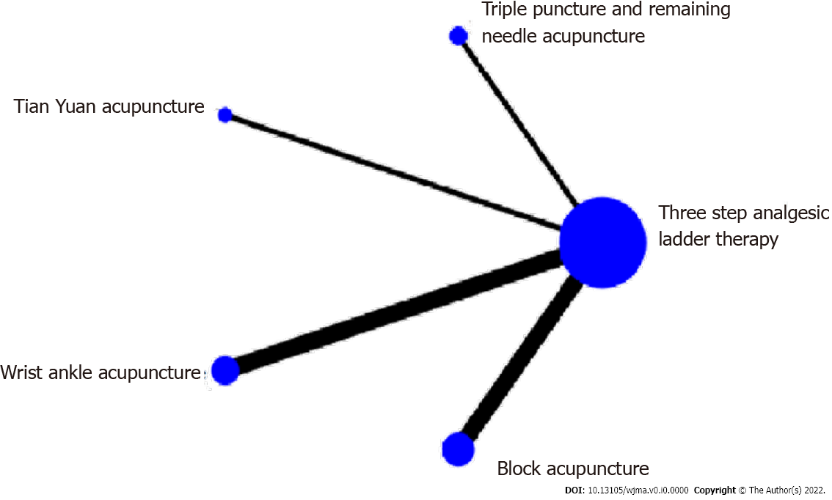 Triple puncture and remaining
needle acupuncture
Tian Yuan acupuncture
Three step analgesic
ladder therapy
Wrist ankle acupuncture
Block acupuncture
DOI: 10.13105/wjma.v0.i0.0000 Copyright © The Author(s) 2022.